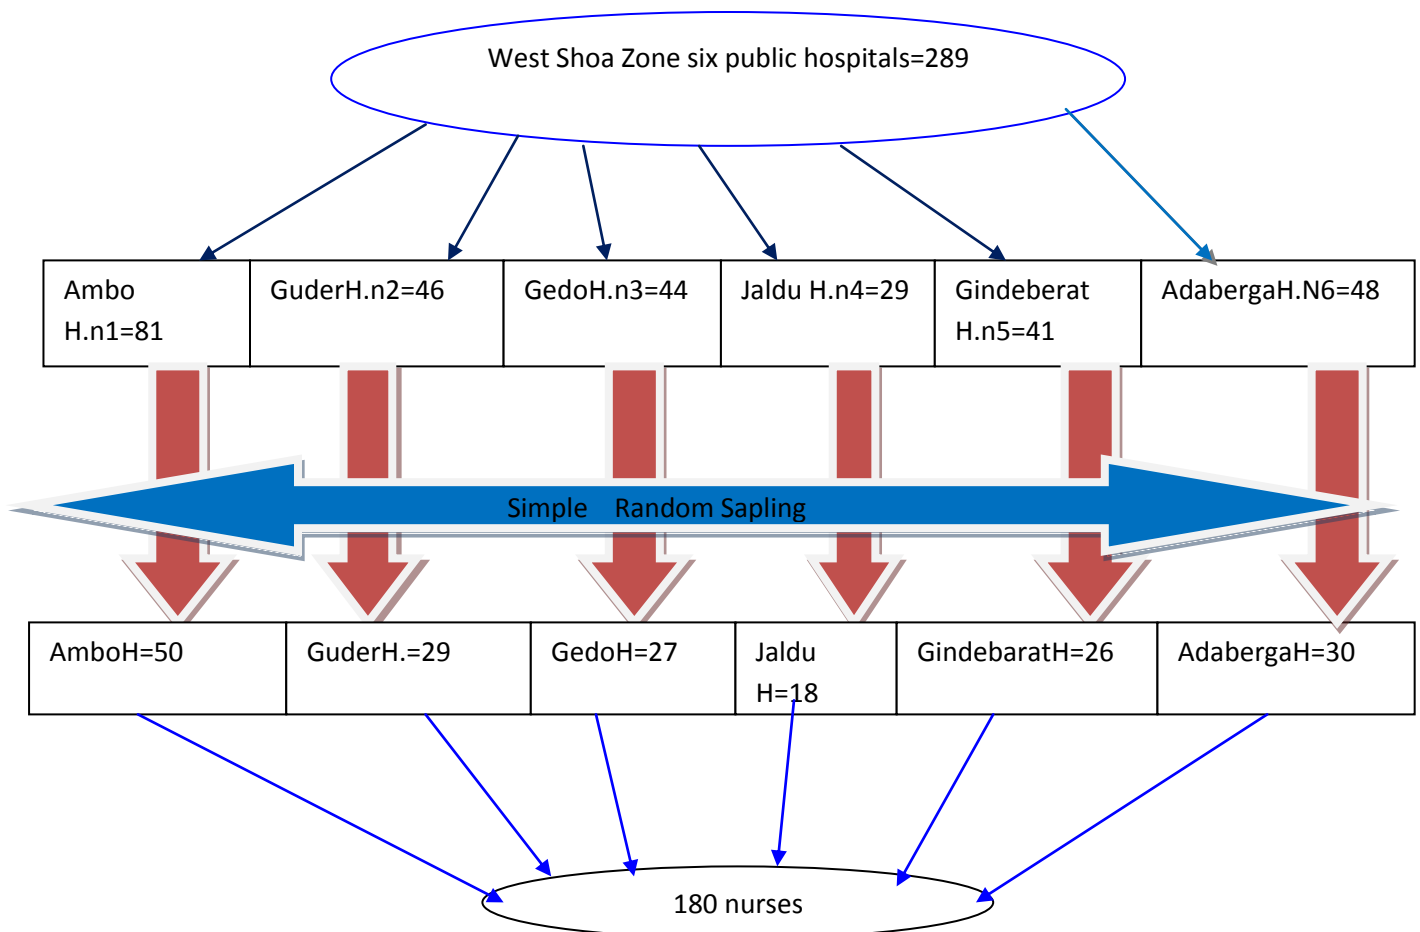 West Shoa Zone six public hospitals=289
Ambo
H.n1=81
GuderH.n2=46
GedoH.n3=44
Jaldu H.n4=29
Gindeberat
H.n5=41
AdabergaH.N6=48
Simple Random Sapling
AmboH=50
GuderH.=29
GedoH=27
Jaldu
H=18
GindebaratH=26
AdabergaH=30
180 nurses